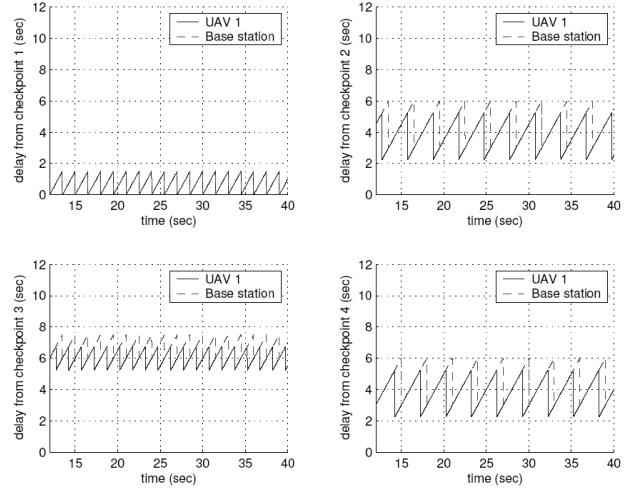 12
10
8
6
4
2
0
delay from checkpoint 1 (sec)
UAV 1
Base station
15 20 25 30 35 40
time (sec)
12
10
8
6
4
2
0
delay from checkpoint 2 (sec)
UAV 1
Base station
15 20 25 30 35 40
time (sec)
12
10
8
6
4
2
0
delay from checkpoint 3 (sec)
UAV 1
Base station
15 20 25 30 35 40
time (sec)
12
10
8
6
4
2
0
delay from checkpoint 4 (sec)
UAV 1
Base station
15 20 25 30 35 40
time (sec)